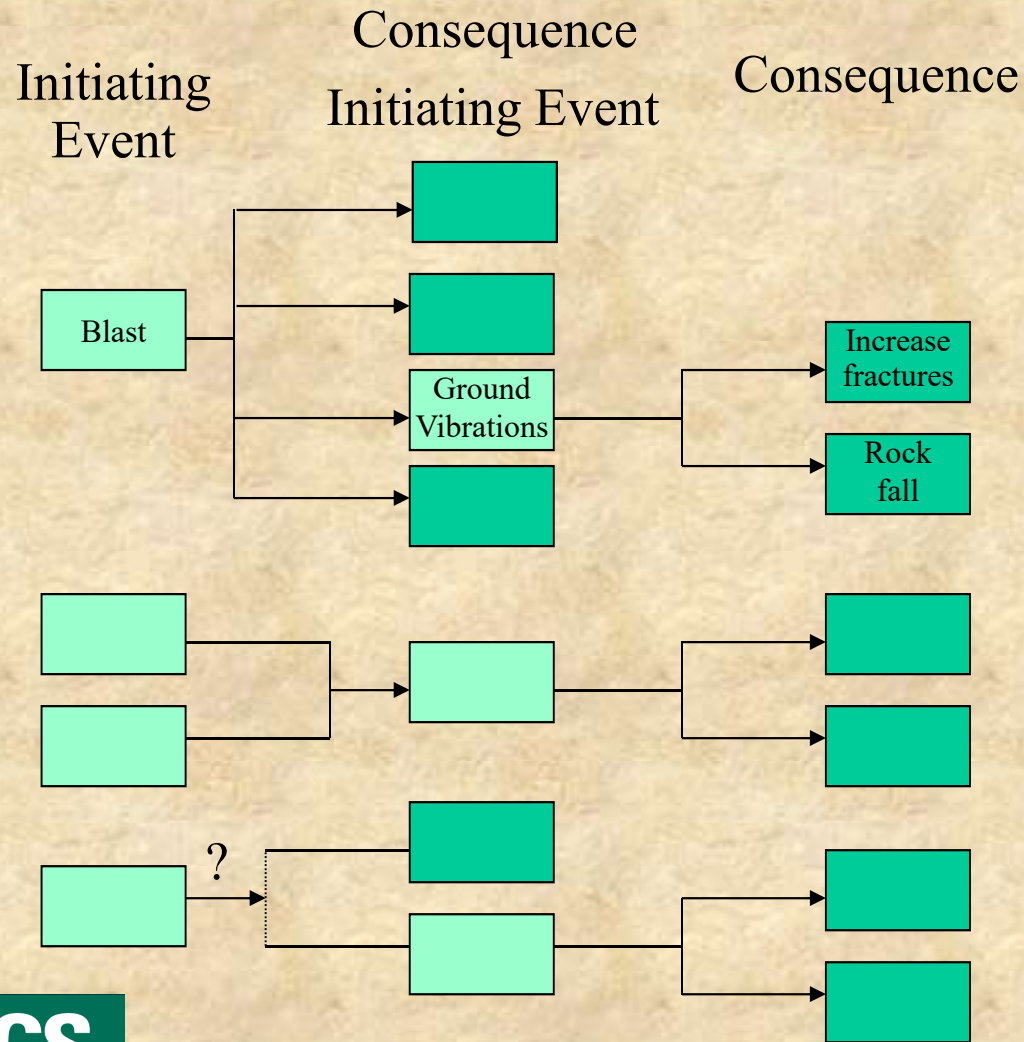 Consequence
Initiating Event
Initiating
Event
Consequence
Blast
Ground
Vibrations
Increase
fractures
Rock
fall
?